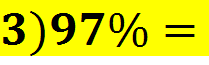 3)97% =